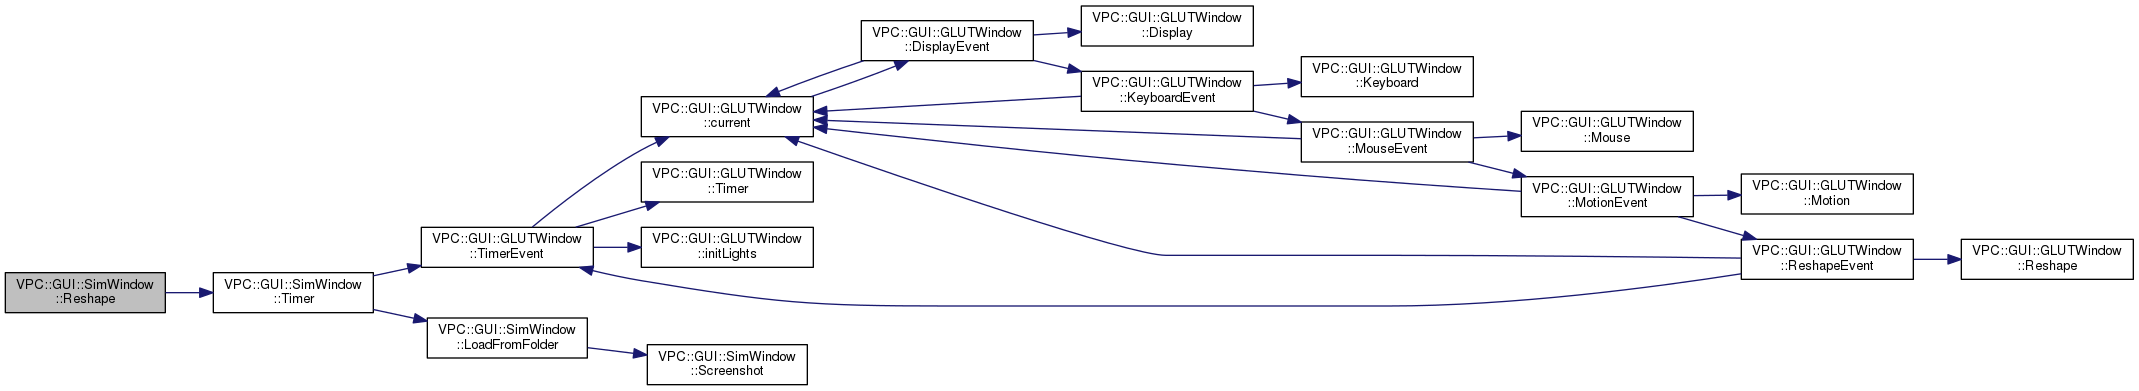 VPC::GUI::SimWindow
::Reshape
VPC::GUI::SimWindow
::Timer
VPC::GUI::GLUTWindow
::TimerEvent
VPC::GUI::SimWindow
::LoadFromFolder
VPC::GUI::GLUTWindow
::current
VPC::GUI::GLUTWindow
::Timer
VPC::GUI::GLUTWindow
::initLights
VPC::GUI::SimWindow
::Screenshot
VPC::GUI::GLUTWindow
::DisplayEvent
VPC::GUI::GLUTWindow
::Display
VPC::GUI::GLUTWindow
::KeyboardEvent
VPC::GUI::GLUTWindow
::Keyboard
VPC::GUI::GLUTWindow
::MouseEvent
VPC::GUI::GLUTWindow
::Mouse
VPC::GUI::GLUTWindow
::MotionEvent
VPC::GUI::GLUTWindow
::Motion
VPC::GUI::GLUTWindow
::ReshapeEvent
VPC::GUI::GLUTWindow
::Reshape